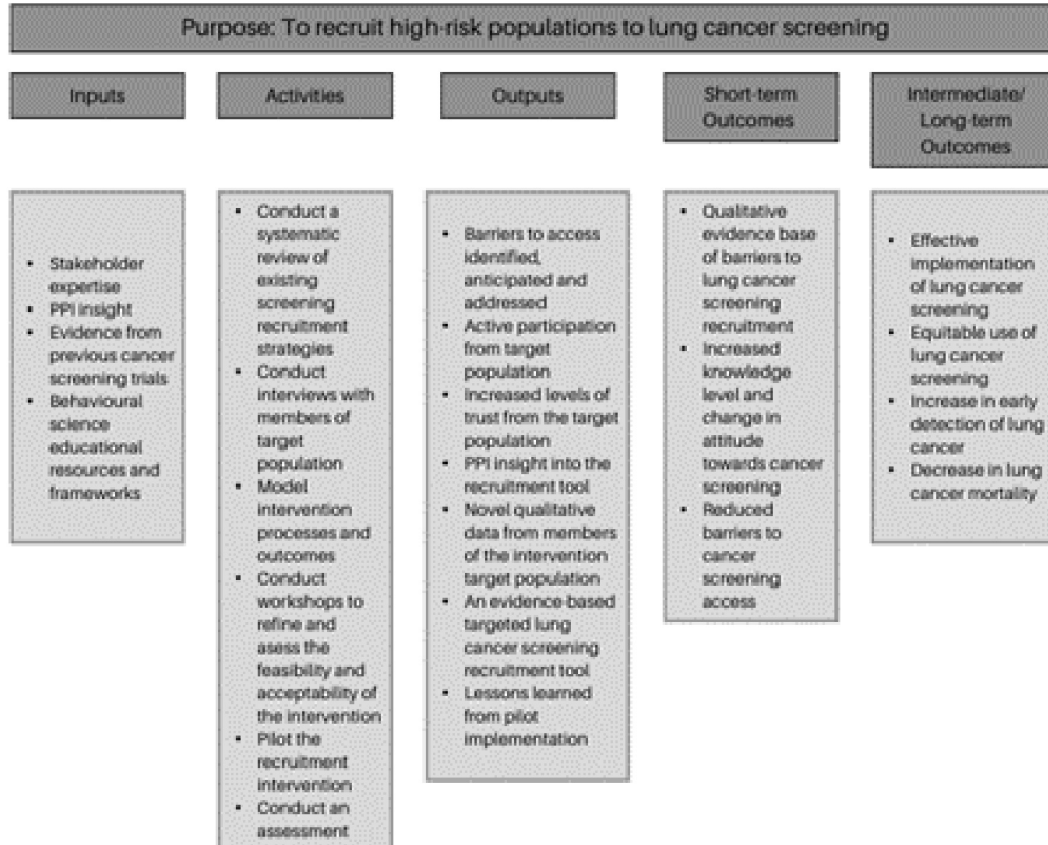 Purpose: To recruit high-risk populations to lung cancer screening
Inputs
Activities
Outputs
Short-term
Outcomes
Intermediate/
Long-term
Outcomes
• Stakeholder
expertise
• PPI insight
• Evidence from
previous cancer
screening trials
• Behavioural
science
educational
resources and
frameworks
• Conduct a
systematic
review of
existing
screening
recruitment
strategies
• Conduct
interviews with
members of
target
population
• Model
intervention
processes and
outcomes
• Conduct
workshops to
refine and
asess the
feasibility and
acceptability of
the intervention
• Pilot the
recruitment
intervention
• Conduct an
assessment
• Barriers to access
identified,
anticipated and
addressed
• Active participation
from target
population
• Increased levels of
trust from the target
population
• PPI insight into the
recruitment tool
• Novel qualitative
data from members
of the intervention
target population
• An evidence-based
targeted lung
cancer screening
recruitment tool
• Lessons learned
from pilot
implementation
• Qualitative
evidence base
of barriers to
lung cancer
screening
recruitment
• Increased
knowledge
level and
change in
attitude
towards cancer
screening
• Reduced
barriers to
cancer
screening
access
• Effective
implementation
of lung cancer
screening
• Equitable use of
lung cancer
screening
• Increase in early
detection of lung
cancer
• Decrease in lung
cancer mortality